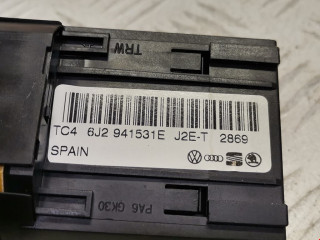 TRW
TC4 6J2 941531E J2E-T 2869
SPAIN
PA6 GK30